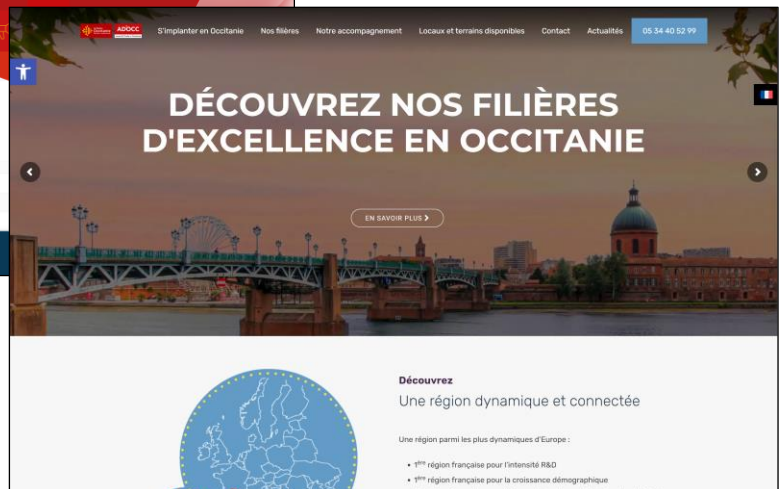 ADOCC
S'implanter en Occitanie Nos filières Notre accompagnement Locaux et terrains disponibles Contact Actualités 05 34 40 52 99
DÉCOUVREZ NOS FILIÈRES
D'EXCELLENCE EN OCCITANIE
EN SAVOIR PLUS
Découvrez
Une région dynamique et connectée
Une région parmi les plus dynamiques d'Europe :
• 1ère région française pour l'intensité R&D
• 1ère région française pour la croissance démographique